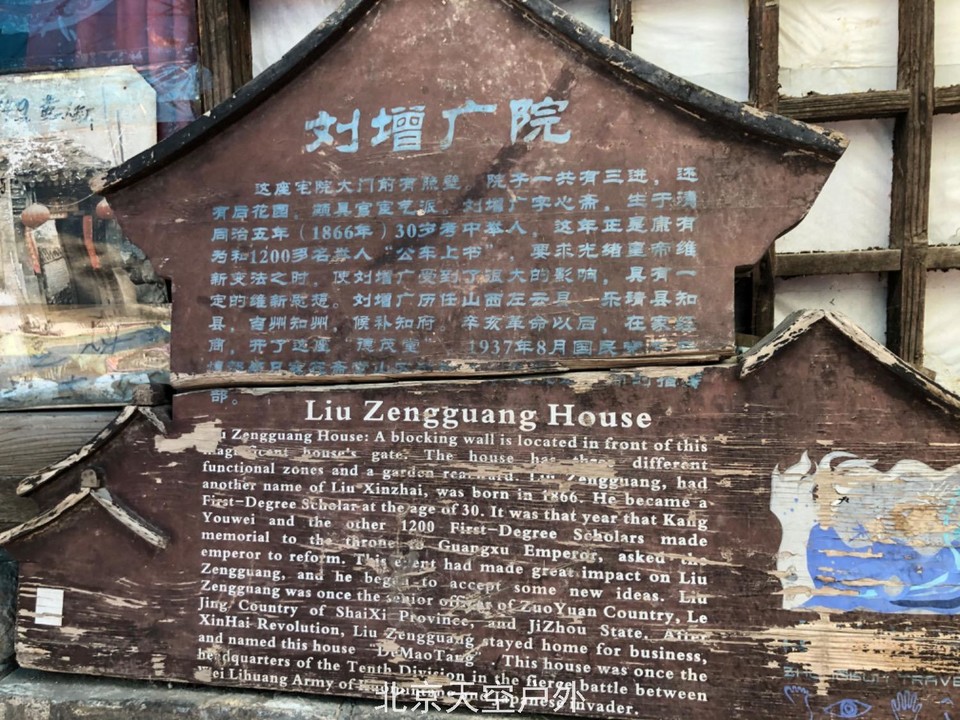 刘增广院
这座宅院大门前有照壁 院子一共有三进，还
有后花园，颇具官宦艺派。刘增广字心斋，生于清
同治五年（1866年）30岁考中举人，这年正是康有
为和1200多名举人“公车上书”，要求光绪皇帝维
新变法之时，使刘增广受到了很大的影响，具有一
定的维新思想。刘增广历任山西左云县 乐清县知
县，吉州知州，候补知府 辛亥革命以后，在家经
商，开了这座“德茂堂” 1937年8月国民
部。
Liu Zengguang House
Zengguang House: A blocking wall is located in front of this
house's gate. The house has three different
functional zones and a garden rearward. Liu Zengguang, had
another name of Liu Xinzhai, was born in 1866. He became a
First-Degree Scholar at the age of 30. It was that year that Kang
Youwei and the other 1200 First-Degree Scholars made
memorial to the throne to Guangxu Emperor, asked the
emperor to reform. This event had made great impact on Liu
Zengguang, and he began to accept some new ideas. Liu
Zengguang was once the senior officer of ZuoYuan Country, Le
Jing Country of ShaiXi Province, and JiZhou State. After
XinHai Revolution, Liu Zengguang stayed home for business,
and named this house "DeMaoTang". This house was once the
headquarters of the Tenth Division in the fierce battle between
Wei Lihuang Army of and Japanese invader.
北京天空户外
TRAVE